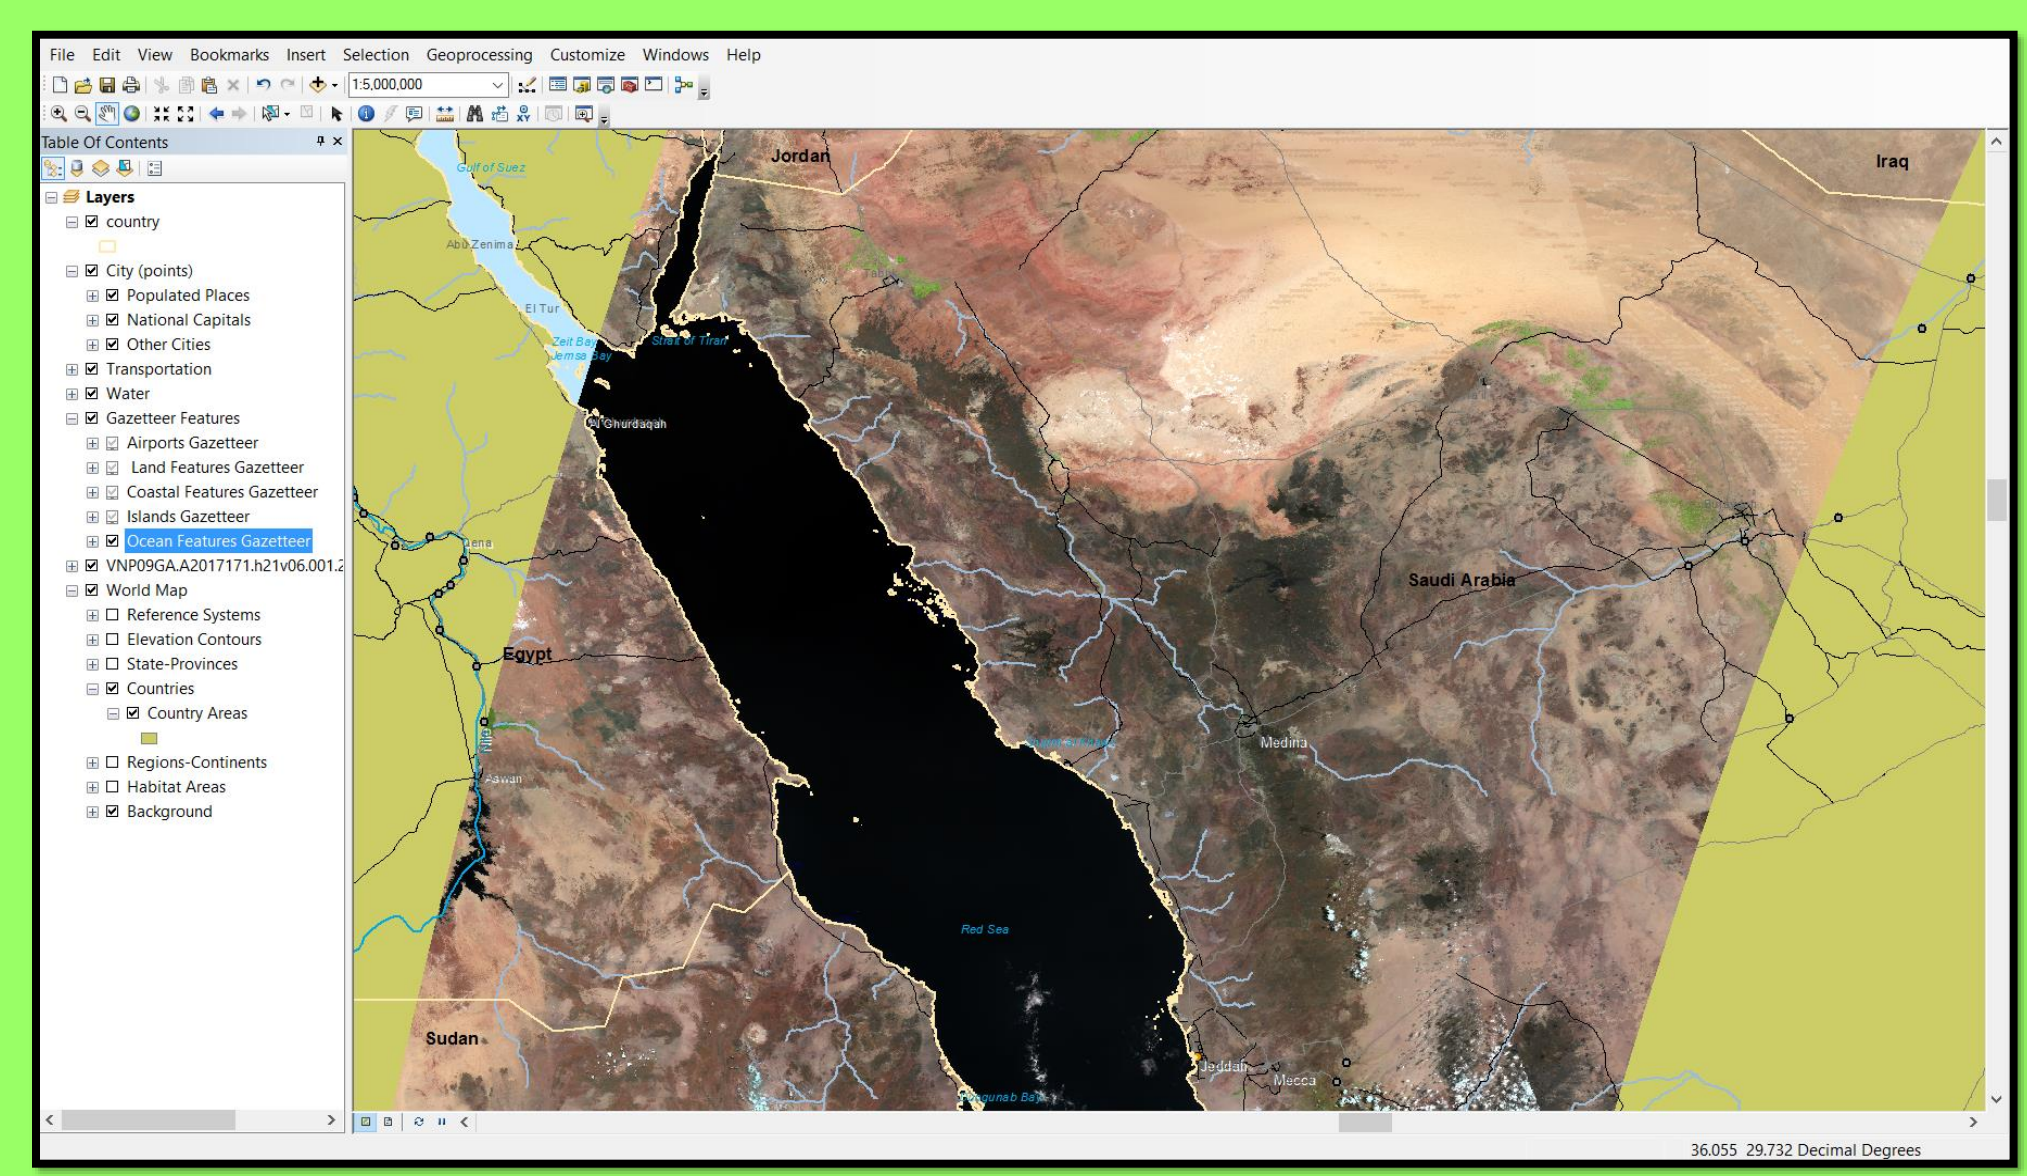 File Edit View Bookmarks Insert Selection Geoprocessing Customize Windows Help
1:5,000,000
Table Of Contents
Layers
country
City (points)
Populated Places
National Capitals
Other Cities
Transportation
Water
Gazetteer Features
Airports Gazetteer
Land Features Gazetteer
Coastal Features Gazetteer
Islands Gazetteer
Ocean Features Gazetteer
VNP09GA.A2017171.h21v06.001.2
World Map
Reference Systems
Elevation Contours
State-Provinces
Countries
Country Areas
Regions-Continents
Habitat Areas
Background
Jordan
Iraq
Gulf of Suez
Abu Zenima
El Tur
Zeit Bay
Strait of Tiran
Jemsa Bay
Al Ghurdaqah
Qena
Saudi Arabia
Egypt
Nile
Medina
Aswan
Red Sea
Sudan
Jeddah
Mecca
36.055 29.732 Decimal Degrees